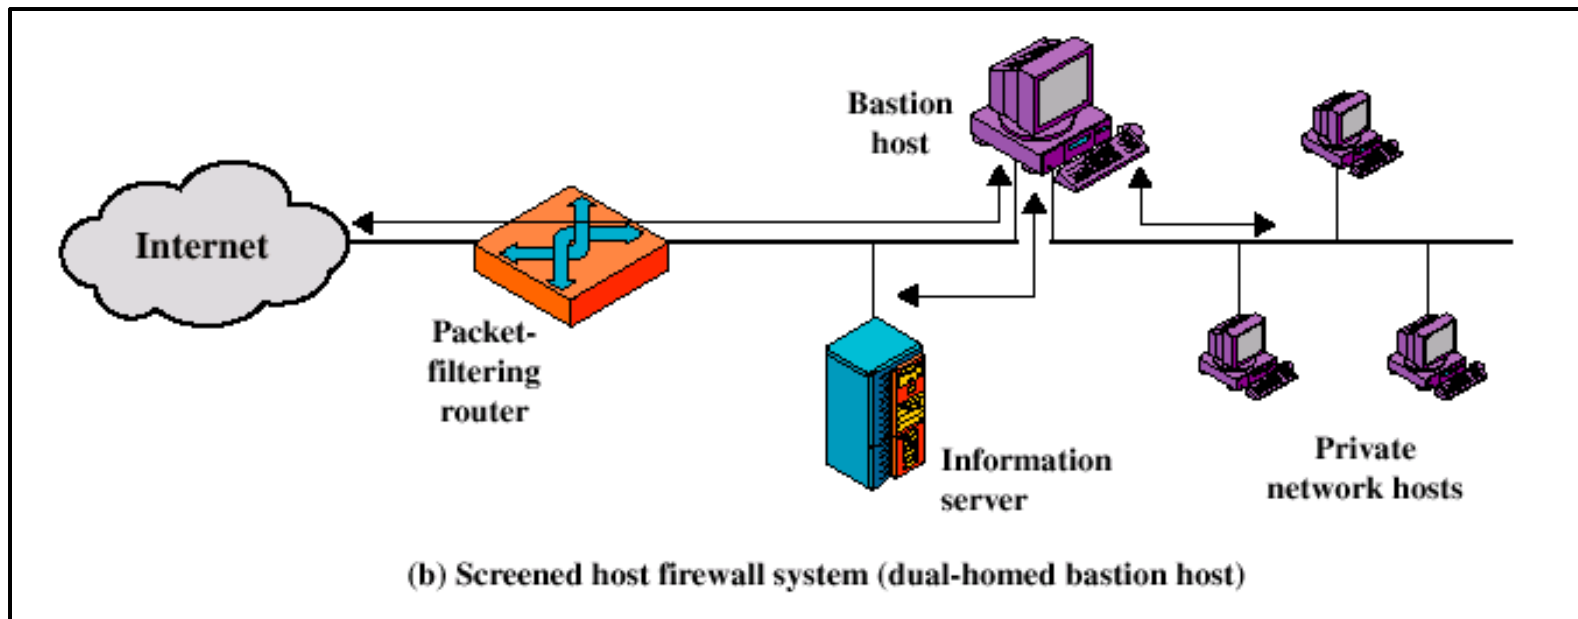 Bastion
host
Internet
Packet-
filtering
router
Information
server
Private
network hosts
(b) Screened host firewall system (dual-homed bastion host)